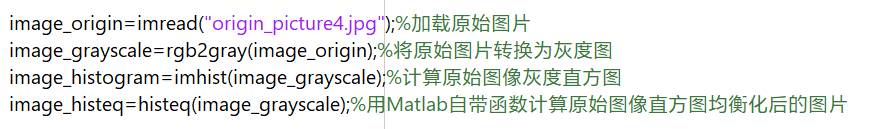 image_origin=imread("origin_picture4.jpg");%加载原始图片
image_grayscale=rgb2gray(image_origin);%将原始图片转换为灰度图
image_histogram=imhist(image_grayscale);%计算原始图像灰度直方图
image_histeq=histeq(image_grayscale);%用Matlab自带函数计算原始图像直方图均衡化后的图片